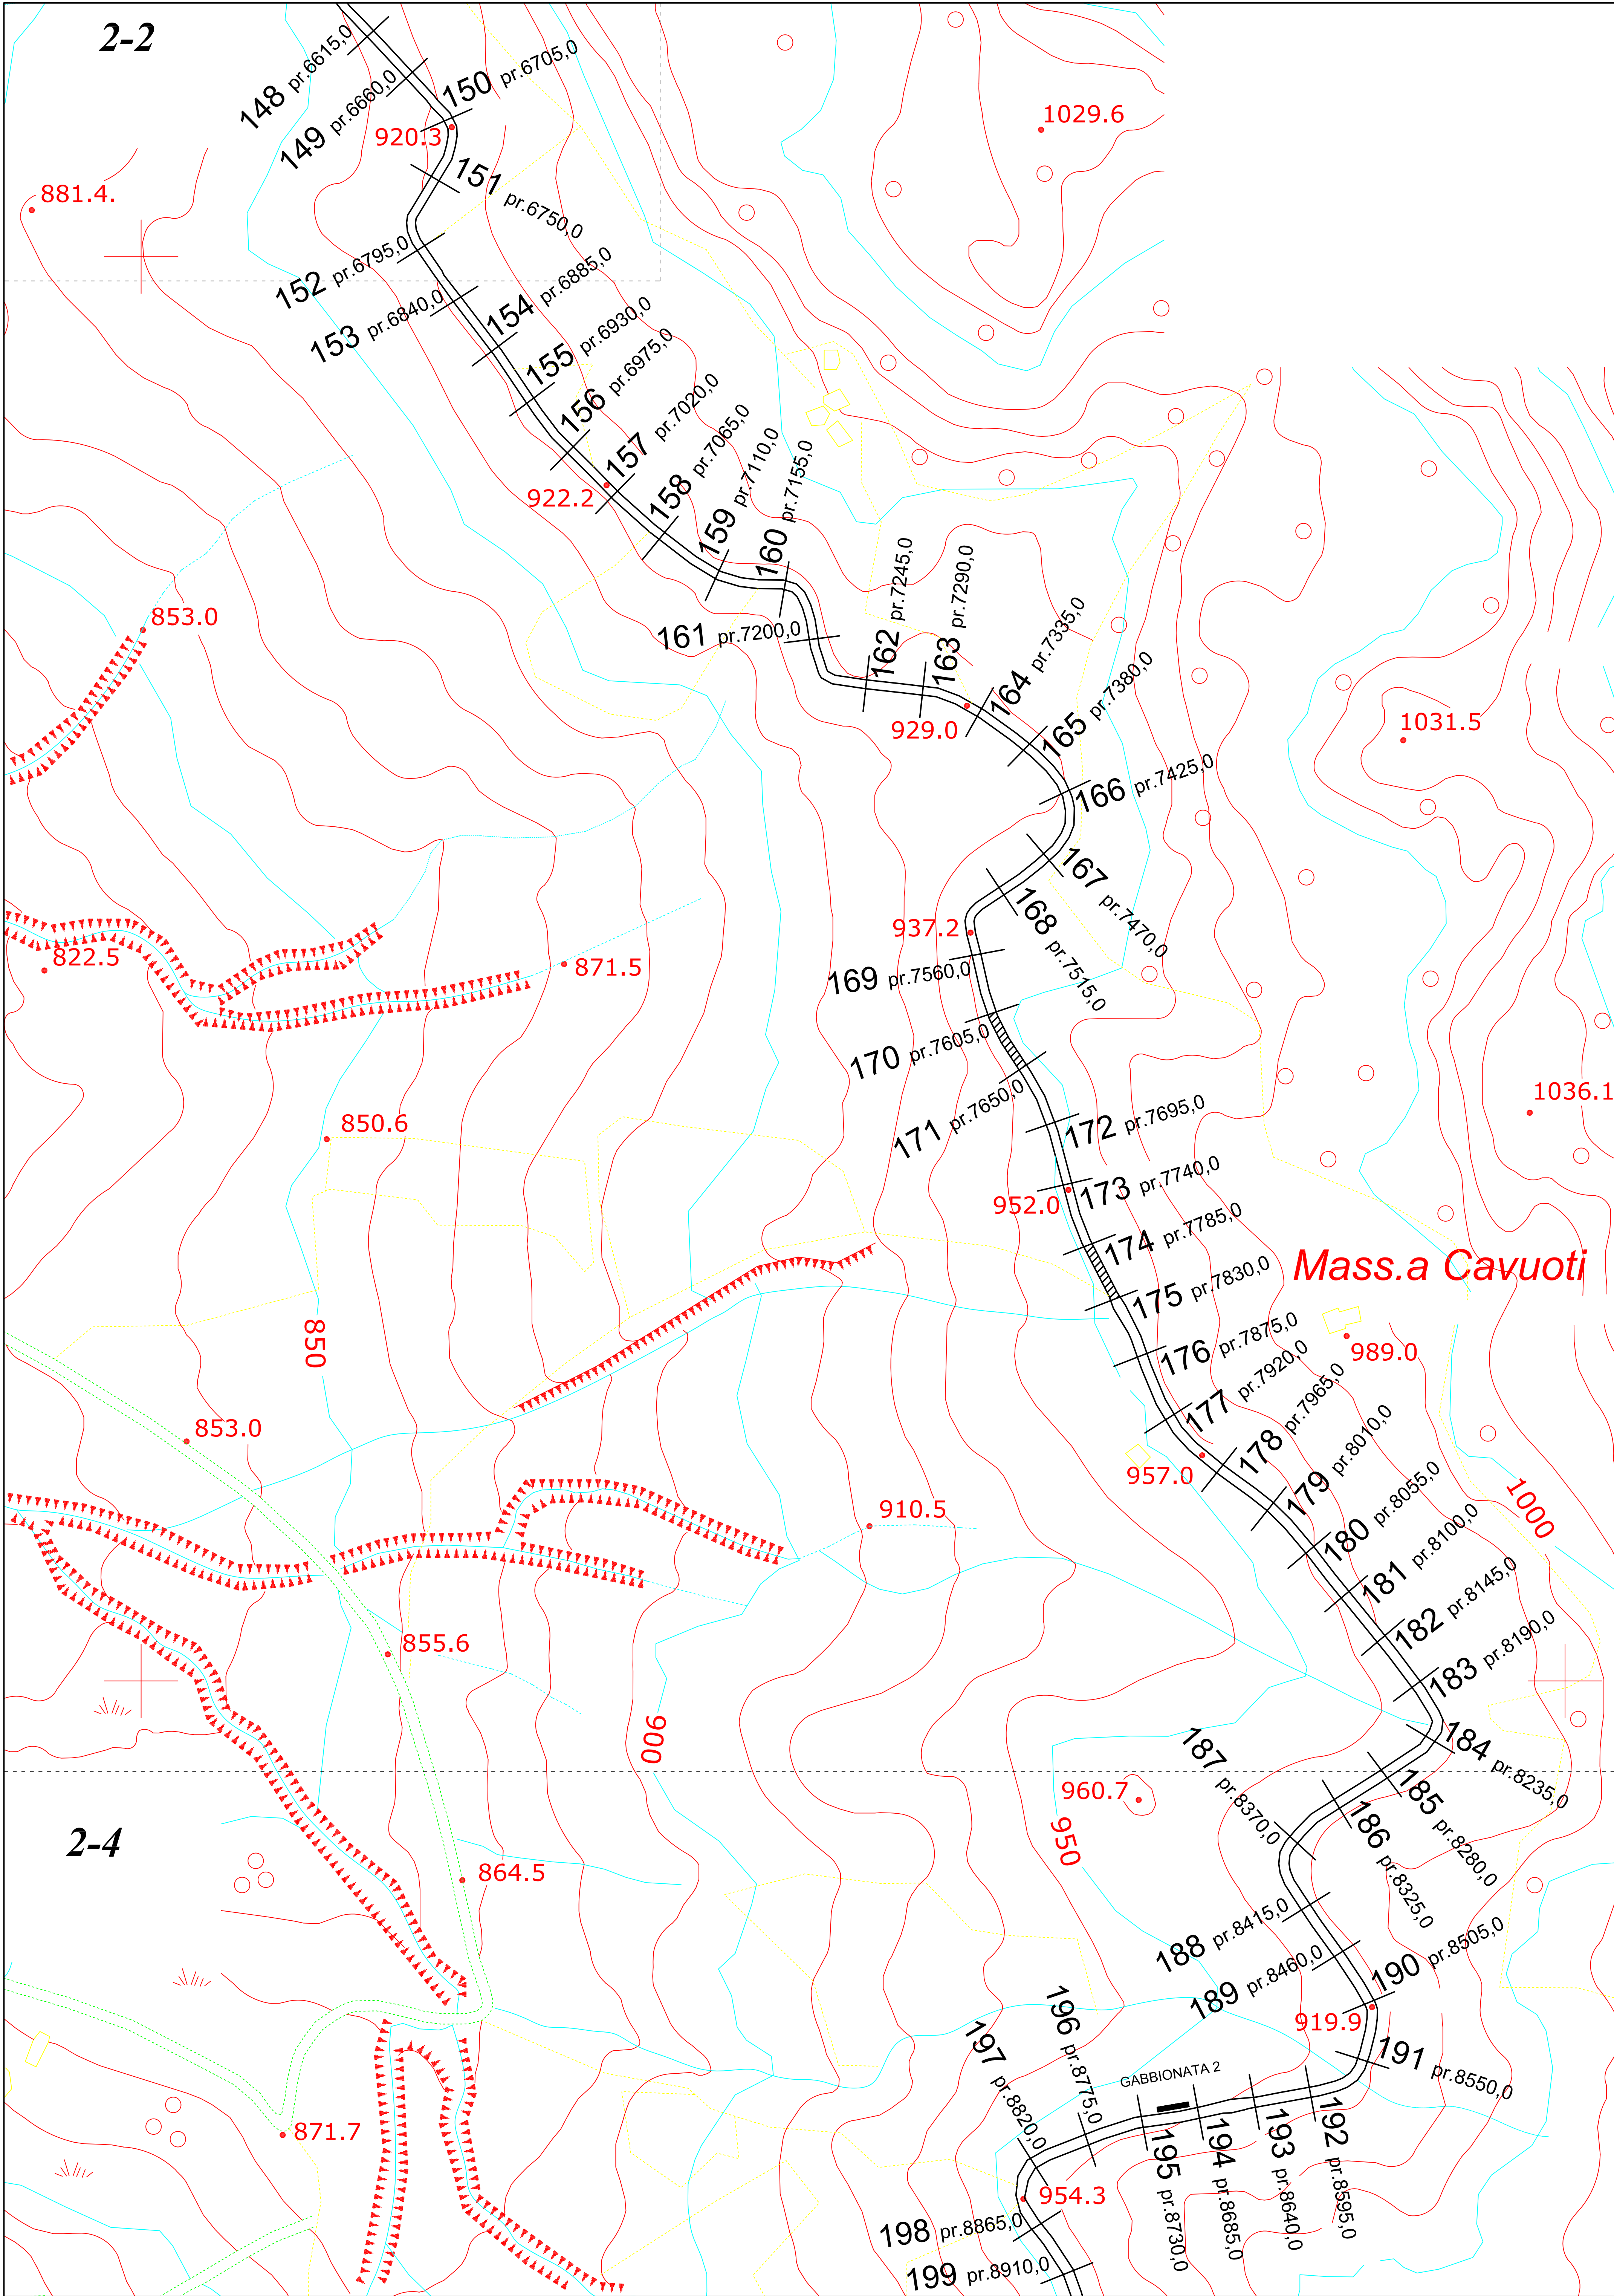 2-2
148 pr.6615,0
149 pr.6660,0
150 pr.6705,0
920.3
1029.6
151 pr.6750,0
881.4.
152 pr.6795,0
153 pr.6840,0
154 pr.6885,0
155 pr.6930,0
156 pr.6975,0
157 pr.7020,0
922.2
158 pr.7065,0
159 pr.7110,0
160 pr.7155,0
853.0
161 pr.7200,0
162 pr.7245,0
163 pr.7290,0
164 pr.7335,0
929.0
165 pr.7380,0
1031.5
166 pr.7425,0
167 pr.7470,0
168 pr.7515,0
937.2
822.5
871.5
169 pr.7560,0
170 pr.7605,0
171 pr.7650,0
1036.1
850.6
172 pr.7695,0
952.0
173 pr.7740,0
174 pr.7785,0
Mass.a Cavuoti
175 pr.7830,0
850
176 pr.7875,0
989.0
177 pr.7920,0
853.0
957.0
178 pr.7965,0
179 pr.8010,0
910.5
1000
180 pr.8055,0
181 pr.8100,0
182 pr.8145,0
855.6
183 pr.8190,0
900
184 pr.8235,0
187 pr.8370,0
185 pr.8280,0
960.7
186 pr.8325,0
950
2-4
864.5
188 pr.8415,0
189 pr.8460,0
190 pr.8505,0
919.9
191 pr.8550,0
196 pr.8775,0
197 pr.8820,0
GABBIONATA 2
871.7
195 pr.8730,0
194 pr.8685,0
193 pr.8640,0
192 pr.8595,0
954.3
198 pr.8865,0
199 pr.8910,0